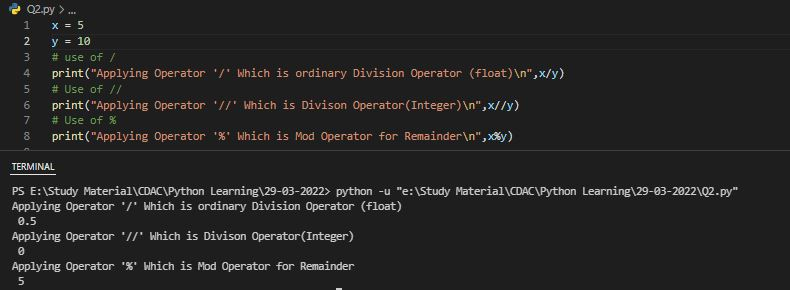 Q2.py > ...
1 x = 5
2 y = 10
3 # use of /
4 print("Applying Operator '/' Which is ordinary Division Operator (float)\n",x/y)
5 # Use of //
6 print("Applying Operator '//' Which is Divison Operator(Integer)\n",x//y)
7 # Use of %
8 print("Applying Operator '%' Which is Mod Operator for Remainder\n",x%y)
TERMINAL
PS E:\Study Material\CDAC\Python Learning\29-03-2022> python -u "e:\Study Material\CDAC\Python Learning\29-03-2022\Q2.py"
Applying Operator '/' Which is ordinary Division Operator (float)
0.5
Applying Operator '//' Which is Divison Operator(Integer)
0
Applying Operator '%' Which is Mod Operator for Remainder
5